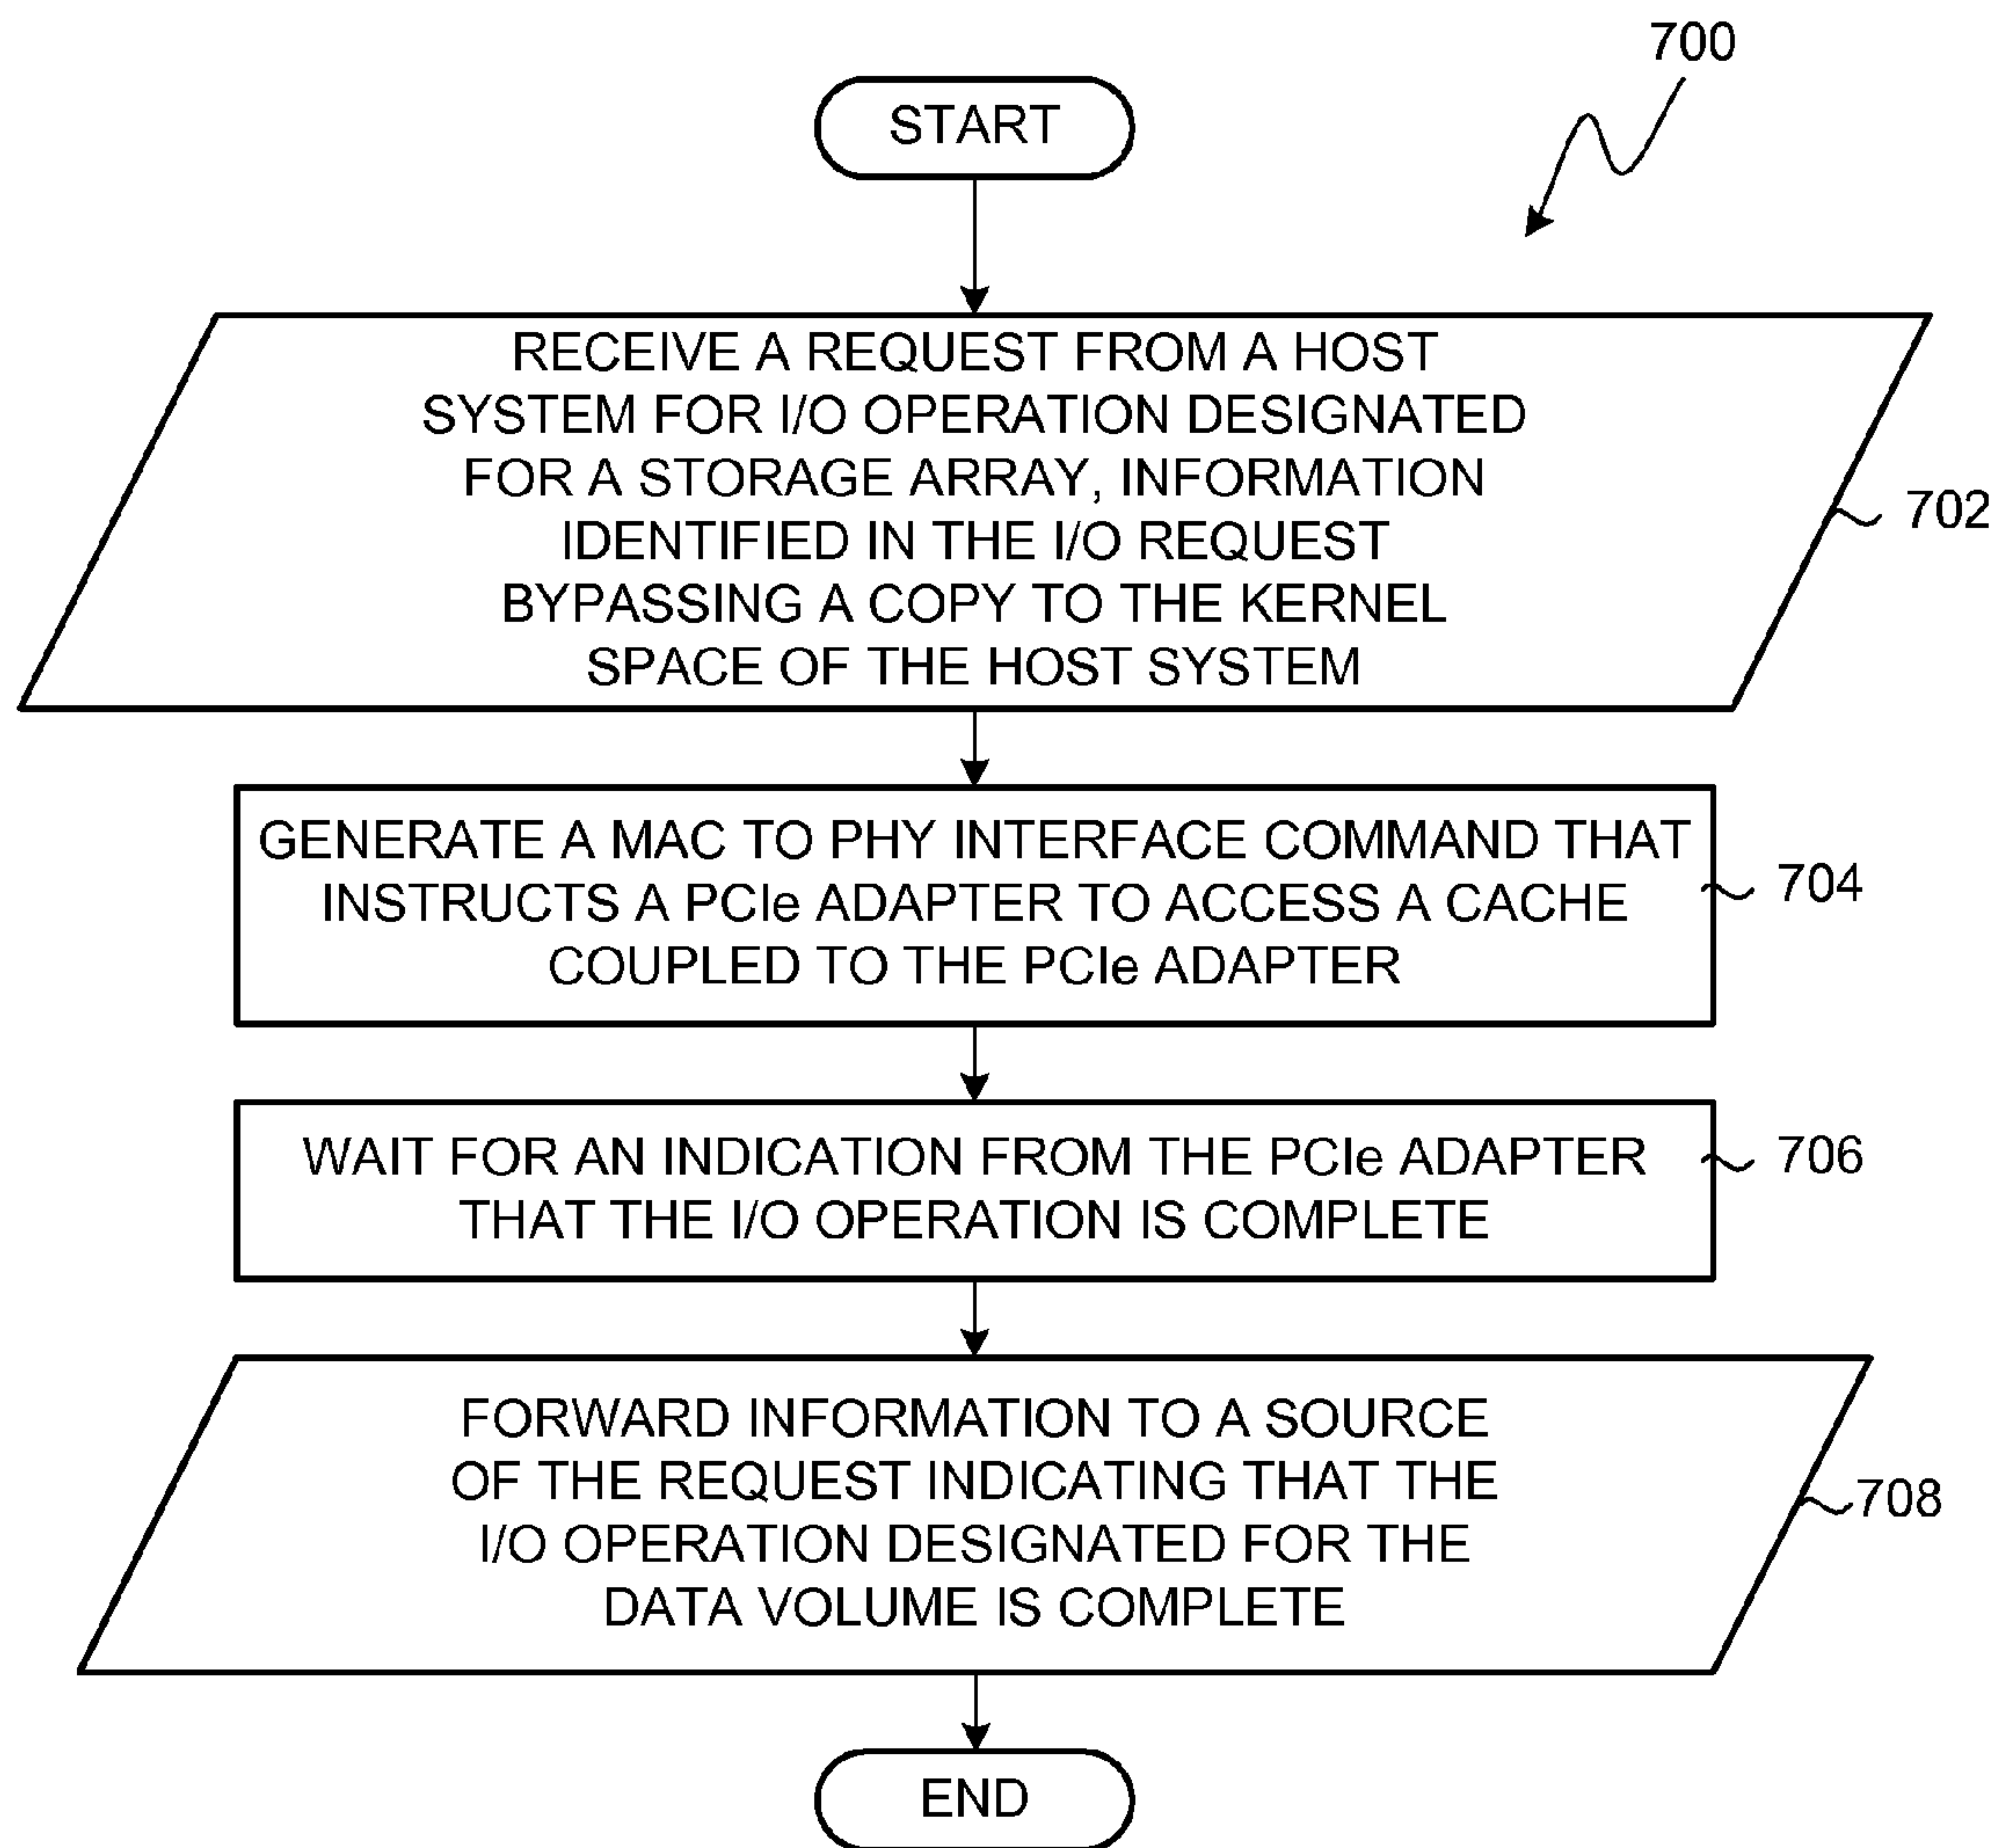 700
START
RECEIVE A REQUEST FROM A HOST
SYSTEM FOR I/O OPERATION DESIGNATED
FOR A STORAGE ARRAY, INFORMATION
IDENTIFIED IN THE I/O REQUEST
BYPASSING A COPY TO THE KERNEL
SPACE OF THE HOST SYSTEM
702
GENERATE A MAC TO PHY INTERFACE COMMAND THAT
INSTRUCTS A PCIe ADAPTER TO ACCESS A CACHE
COUPLED TO THE PCIe ADAPTER
704
WAIT FOR AN INDICATION FROM THE PCIe ADAPTER
THAT THE I/O OPERATION IS COMPLETE
706
FORWARD INFORMATION TO A SOURCE
OF THE REQUEST INDICATING THAT THE
I/O OPERATION DESIGNATED FOR THE
DATA VOLUME IS COMPLETE
708
END